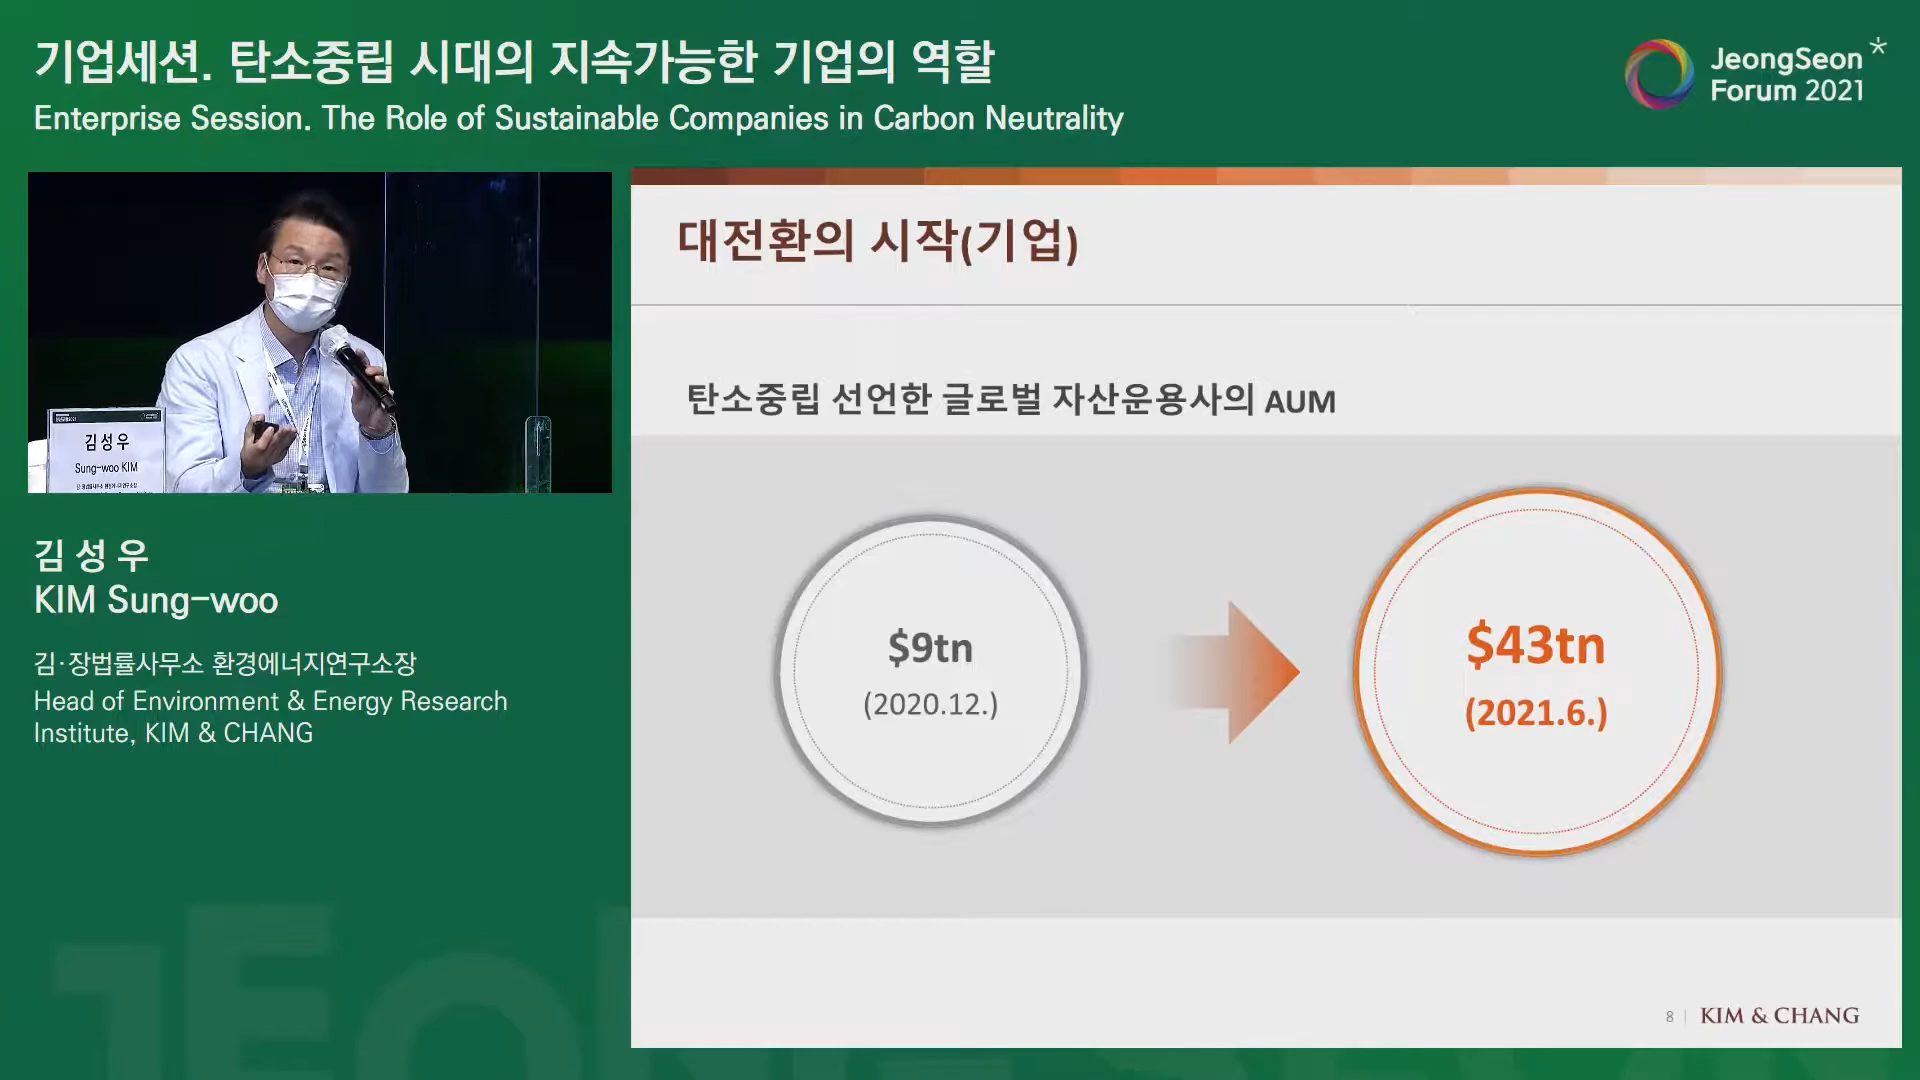 기업세션. 탄소중립 시대의 지속가능한 기업의 역할
Enterprise Session. The Role of Sustainable Companies in Carbon Neutrality
JeongSeon*
Forum 2021
김성우
Sung-woo KIM
김 성 우
KIM Sung-woo
김·장법률사무소 환경에너지연구소장
Head of Environment & Energy Research
Institute, KIM & CHANG
대전환의 시작(기업)
탄소중립 선언한 글로벌 자산운용사의 AUM
$9tn
(2020.12.)
$43tn
(2021.6.)
8 | KIM & CHANG